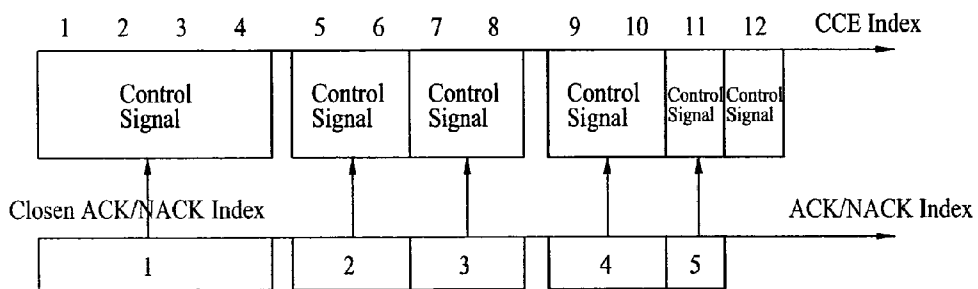 1 2 3 4 5 6 7 8 9 10 11 12 CCE Index
Control Signal
Control Signal
Control Signal
Control Signal
Control Signal
Control Signal
Closen ACK/NACK Index
ACK/NACK Index
1 2 3 4 5